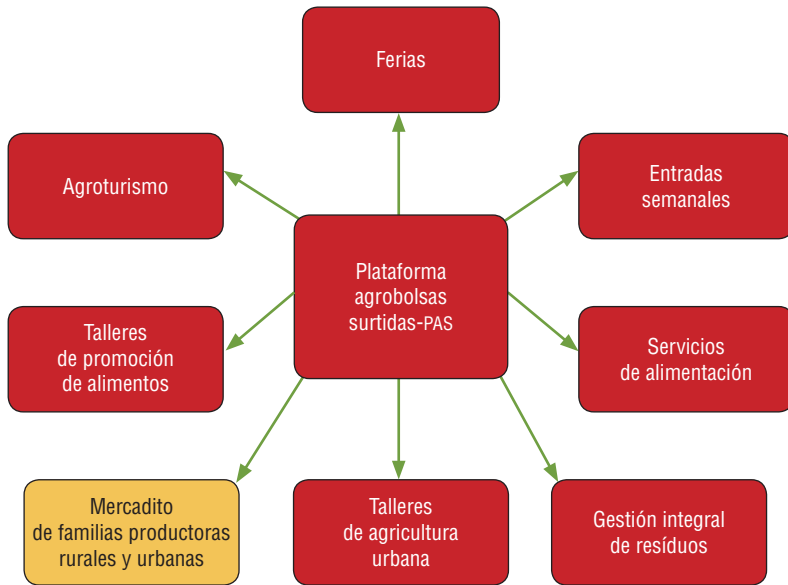 Ferias
Agroturismo
Entradas
semanales
Plataforma
agrobolsas
surtidas-PAS
Talleres
de promoción
de alimentos
Servicios
de alimentación
Mercadito
de familias productoras
rurales y urbanas
Talleres
de agricultura
urbana
Gestión integral
de resíduos